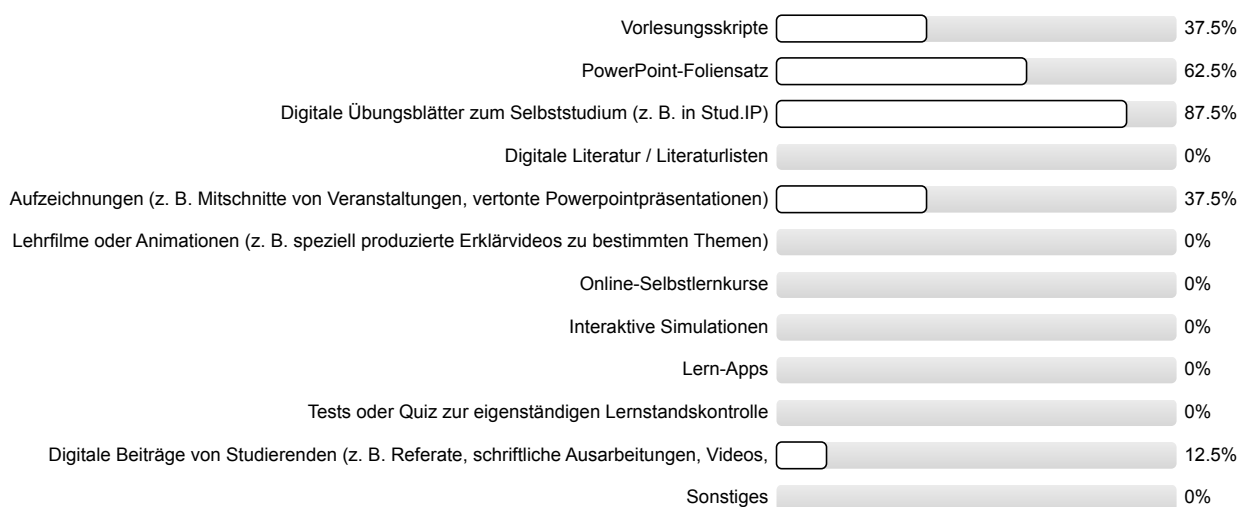 Vorlesungsskripte 37.5%
PowerPoint-Foliensatz 62.5%
Digitale Übungsblätter zum Selbststudium (z. B. in Stud.IP) 87.5%
Digitale Literatur / Literaturlisten 0%
Aufzeichnungen (z. B. Mitschnitte von Veranstaltungen, vertonte Powerpointpräsentationen) 37.5%
Lehrfilme oder Animationen (z. B. speziell produzierte Erklärvideos zu bestimmten Themen) 0%
Online-Selbstlernkurse 0%
Interaktive Simulationen 0%
Lern-Apps 0%
Tests oder Quiz zur eigenständigen Lernstandskontrolle 0%
Digitale Beiträge von Studierenden (z. B. Referate, schriftliche Ausarbeitungen, Videos, 12.5%
Sonstiges 0%